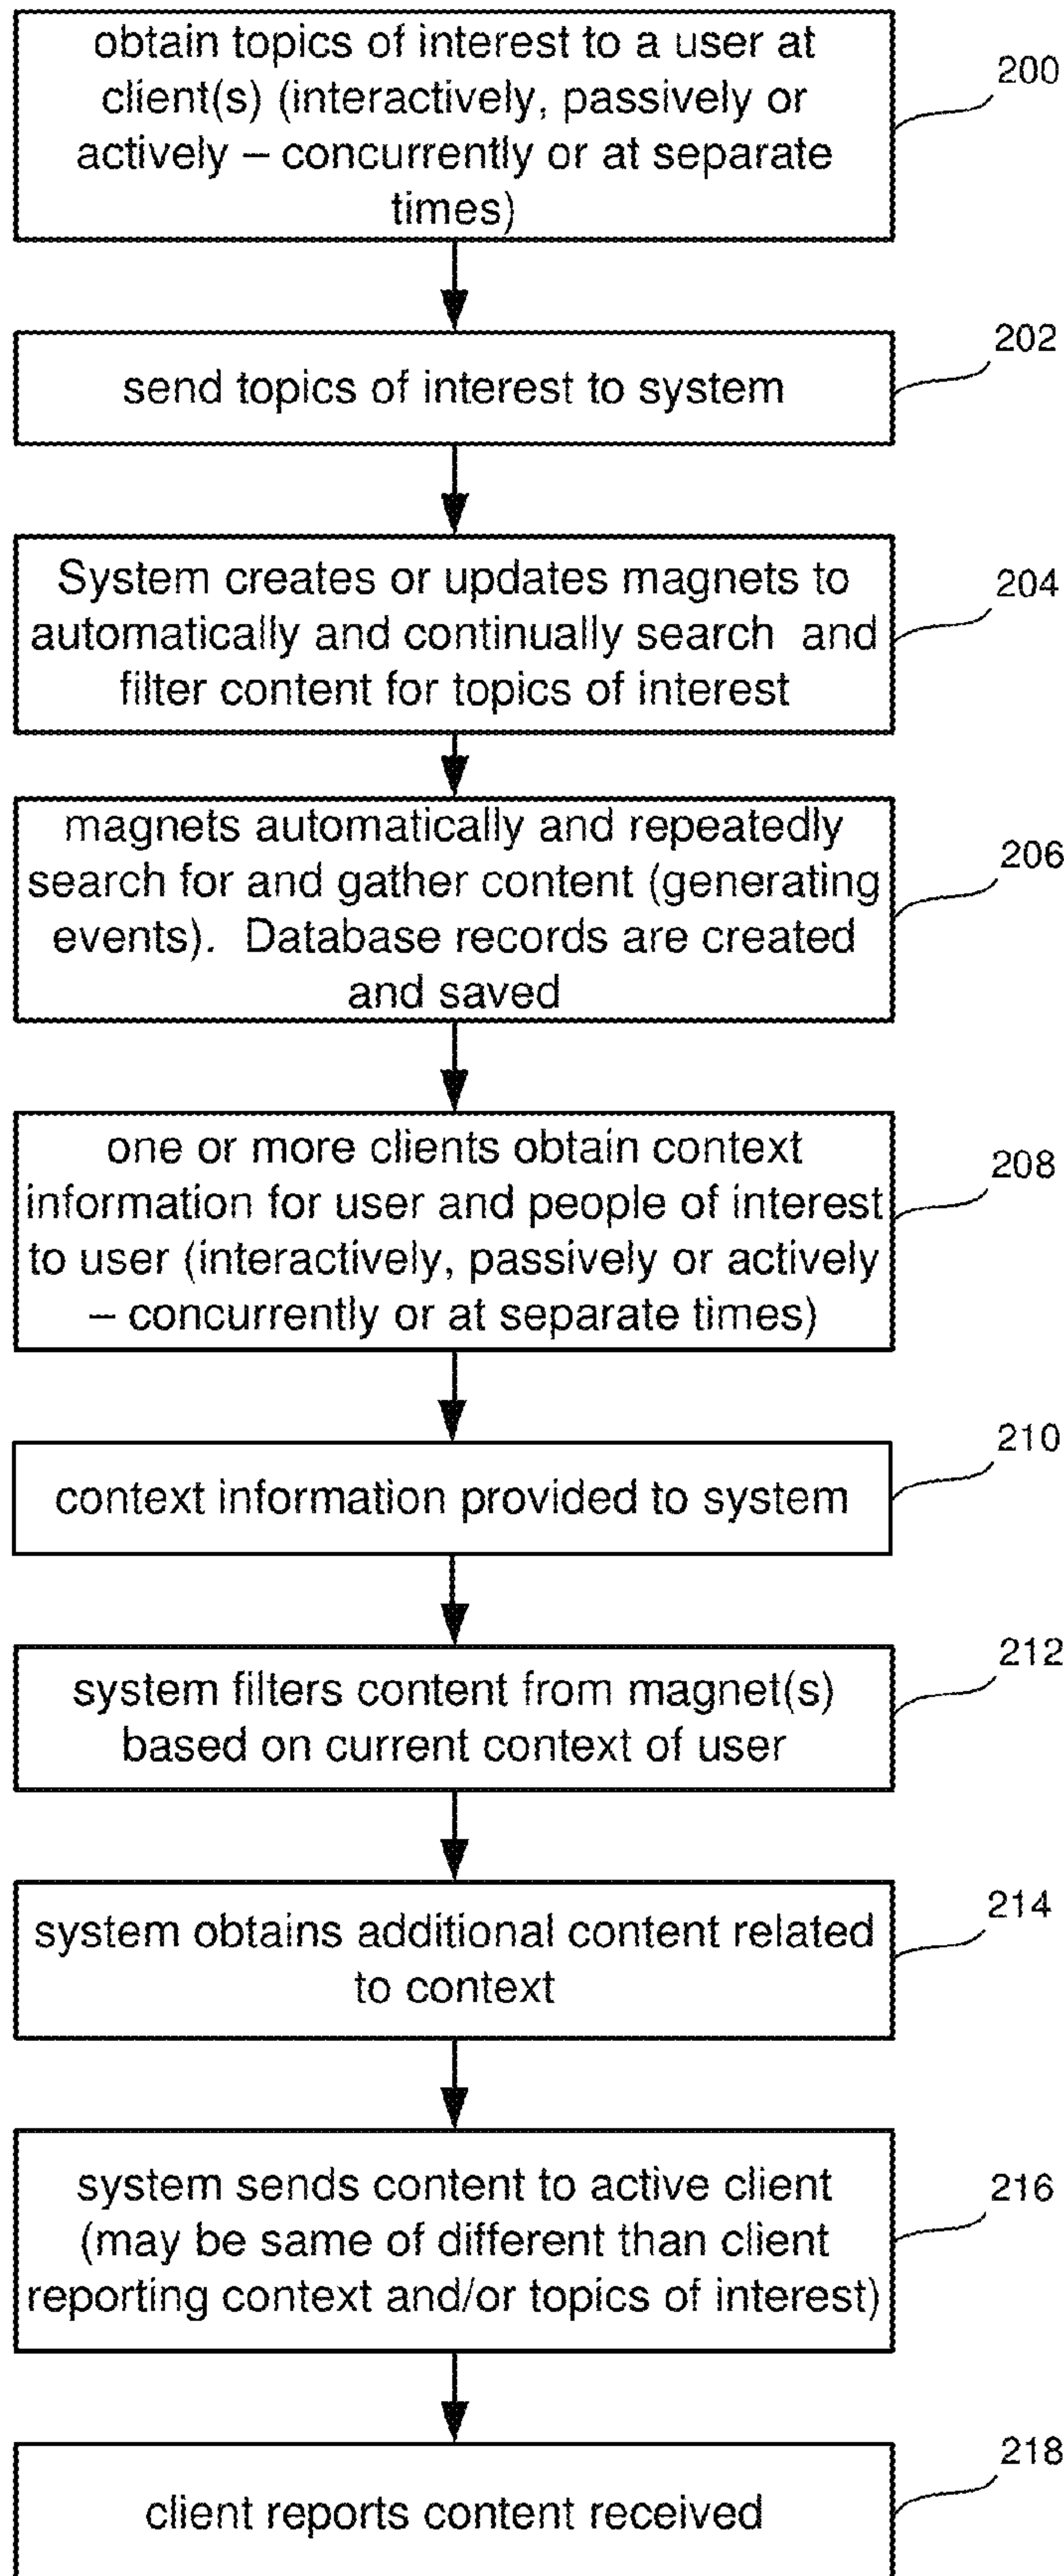 obtain topics of interest to a user at
client(s) (interactively, passively or
actively – concurrently or at separate
times)
200
send topics of interest to system
202
System creates or updates magnets to
automatically and continually search and
filter content for topics of interest
204
magnets automatically and repeatedly
search for and gather content (generating
events). Database records are created
and saved
206
one or more clients obtain context
information for user and people of interest
to user (interactively, passively or actively
– concurrently or at separate times)
208
context information provided to system
210
system filters content from magnet(s)
based on current context of user
212
system obtains additional content related
to context
214
system sends content to active client
(may be same of different than client
reporting context and/or topics of interest)
216
client reports content received
218